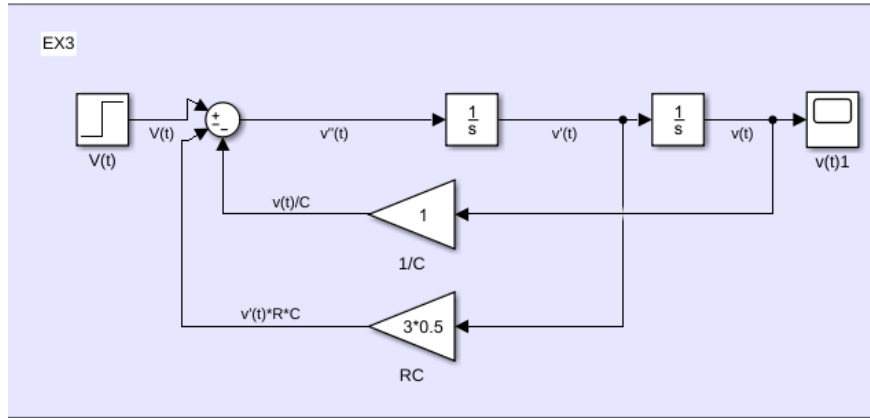 EX3
V(t)
V(t)
+
−
−
v''(t)
1
s
v'(t)
1
s
v(t)
v(t)1
v(t)/C
1
1/C
v'(t)*R*C
3*0.5
RC